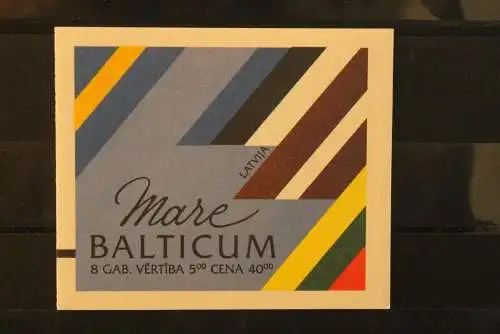 LATVIJA
Mare
BALTICUM
8 GAB. VĒRTĪBA 5⁰⁰ CENA 40⁰⁰